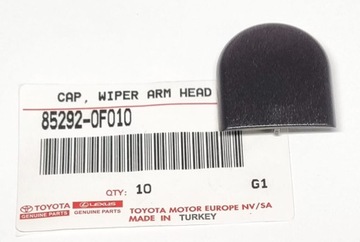 CAP, WIPER ARM HEAD
85292-0F010
QTY: 10 G1
TOYOTA LEXUS TOYOTA MOTOR EUROPE NV/SA
GENUINE PARTS GENUINE PARTS MADE IN TURKEY